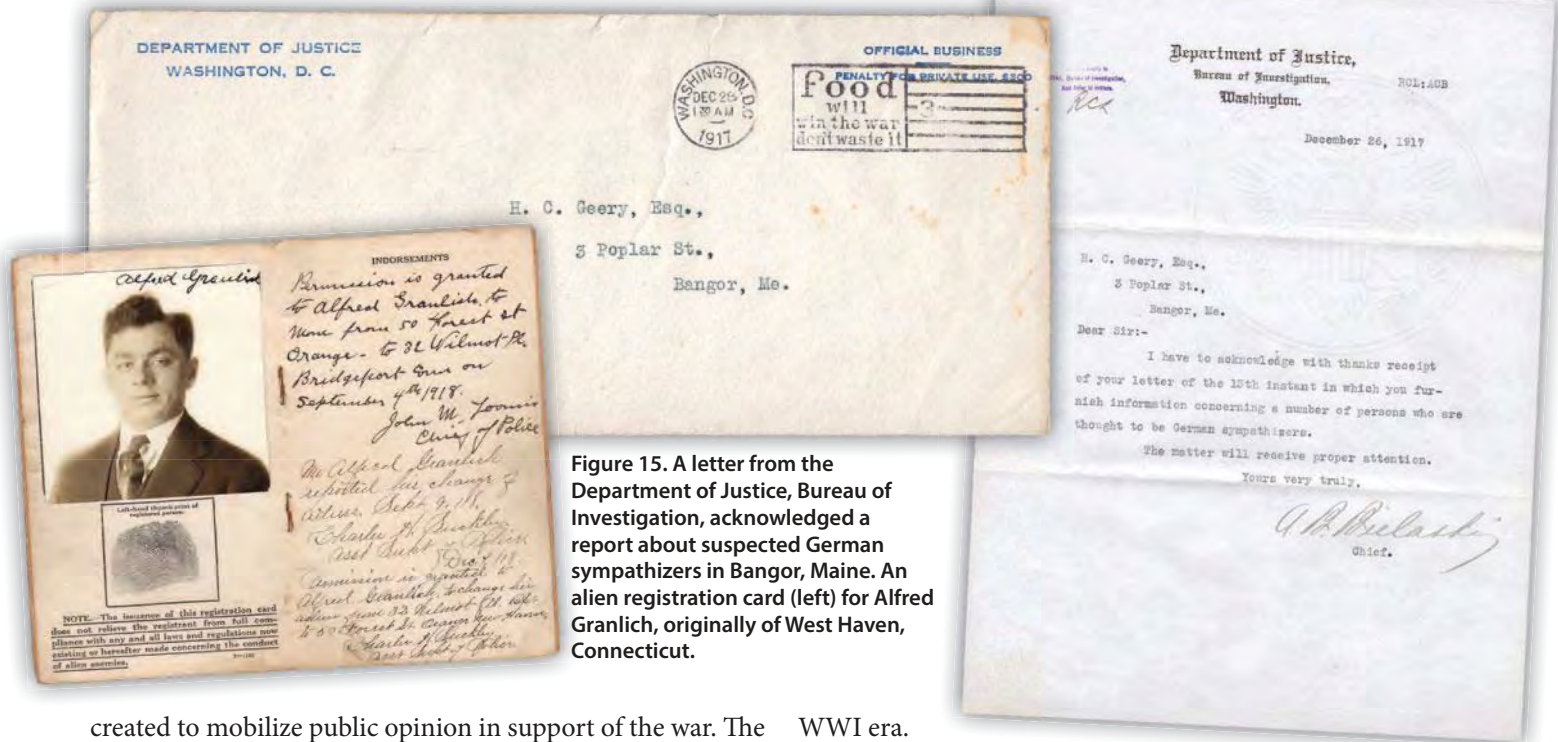 DEPARTMENT OF JUSTICE
WASHINGTON, D. C.
OFFICIAL BUSINESS
PENALTY FOR PRIVATE USE, $300
WASHINGTON, D.C.
DEC 28
1917
food
will
win the war
don't waste it
3
H. C. Geery, Esq.,
3 Poplar St.,
Bangor, Me.
Department of Justice,
Bureau of Investigation.
Washington.
December 26, 1917
H. C. Geery, Esq.,
3 Poplar St.,
Bangor, Me.
Dear Sir:-
I have to acknowledge with thanks receipt
of your letter of the 13th instant in which you fur-
nish information concerning a number of persons who are
thought to be German sympathizers.
The matter will receive proper attention.
Yours very truly,
A B Bielaski
Chief.
Left-hand thumb print of
registered person.
NOTE.—The issuance of this registration card
does not relieve the registrant from full com-
pliance with any and all laws and regulations now
existing or hereafter made concerning the conduct
of alien enemies.
INDORSEMENTS
Permission is granted
to Alfred Granlich, to
Move from 50 Forest St
Orange - to 32 Wilmot Pl.
Bridgeport Conn on
September 4th 1918.
John M.
Chief of Police
Mr Alfred Granlich
reported his change of
Sept 9, 18,
Charles H. Buckley
asst Supt of Police
Dec
Permission is granted to
Alfred Granlich, to change his
from 32 Wilmot
to 50 Forest St. Orange
Charles H. Buckley
asst Supt of Police
Figure 15. A letter from the
Department of Justice, Bureau of
Investigation, acknowledged a
report about suspected German
sympathizers in Bangor, Maine. An
alien registration card (left) for Alfred
Granlich, originally of West Haven,
Connecticut.
created to mobilize public opinion in support of the war. The
WWI era.